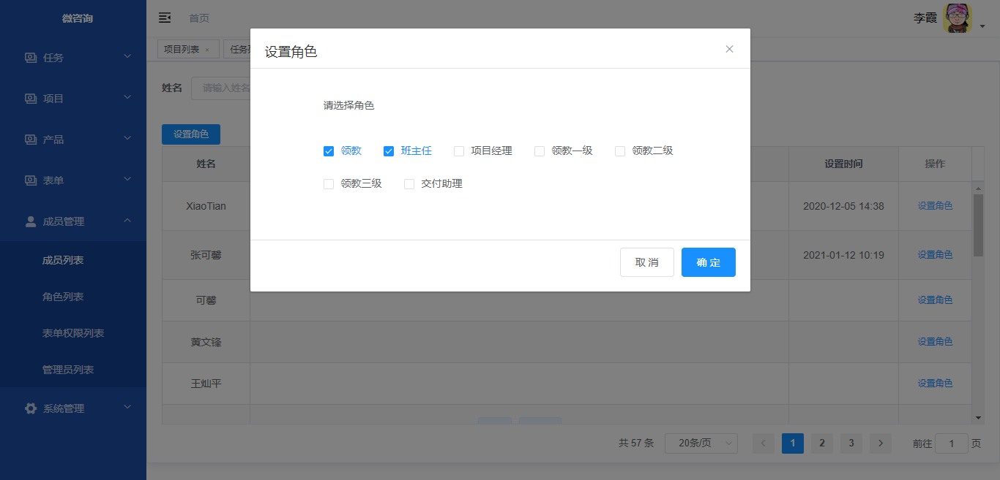 微咨询
首页
李霞
任务
项目
产品
表单
成员管理
成员列表
角色列表
表单权限列表
管理员列表
系统管理
项目列表 ×
任务列
姓名 请输入姓名
设置角色
姓名 设置时间 操作
XiaoTian 2020-12-05 14:38 设置角色
张可馨 2021-01-12 10:19 设置角色
可馨 设置角色
黄文锋 设置角色
王灿平 设置角色
设置角色
请选择角色
领教 班主任 项目经理 领教一级 领教二级
领教三级 交付助理
取消 确定
共 57 条 20条/页 1 2 3 前往 1 页